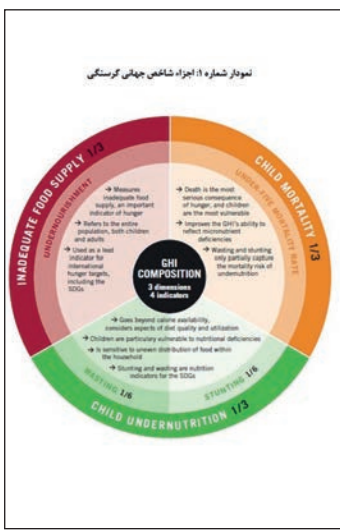 نمودار شماره ۱: اجزاء شاخص جهانی گرسنگی
INADEQUATE FOOD SUPPLY 1/3
UNDERNOURISHMENT
→ Measures
inadequate food
supply, an important
indicator of hunger
→ Refers to the entire
population, both children
and adults
→ Used as a lead
indicator for
international
hunger targets,
including the SDGs
CHILD MORTALITY 1/3
UNDER-FIVE MORTALITY RATE
→ Death is the most
serious consequence
of hunger, and children
are the most vulnerable
→ Improves the GHI's ability to
reflect micronutrient
deficiencies
→ Wasting and stunting
only partially capture
the mortality risk of
undernutrition
GHI
COMPOSITION
3 dimensions
4 indicators
→ Goes beyond calorie availability,
considers aspects of diet quality and utilization
→ Children are particularly vulnerable to nutritional deficiencies
→ Is sensitive to uneven distribution of food within
the household
→ Stunting and wasting are nutrition
indicators for the SDGs
WASTING 1/6
STUNTING 1/6
CHILD UNDERNUTRITION 1/3